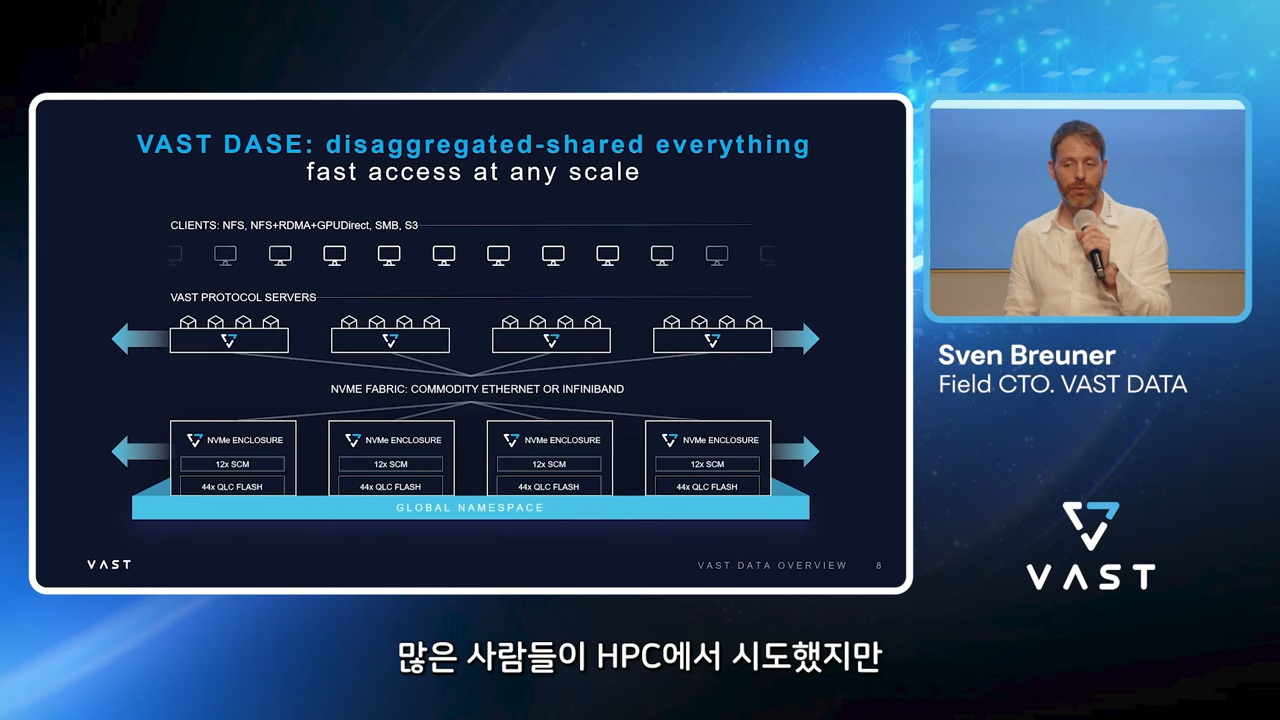 VAST DASE: disaggregated-shared everything
fast access at any scale
CLIENTS: NFS, NFS+RDMA+GPUDirect, SMB, S3
VAST PROTOCOL SERVERS
NVME FABRIC: COMMODITY ETHERNET OR INFINIBAND
NVMe ENCLOSURE NVMe ENCLOSURE NVMe ENCLOSURE NVMe ENCLOSURE
12x SCM 12x SCM 12x SCM 12x SCM
44x QLC FLASH 44x QLC FLASH 44x QLC FLASH 44x QLC FLASH
GLOBAL NAMESPACE
VAST
VAST DATA OVERVIEW 8
Sven Breuner
Field CTO. VAST DATA
VAST
많은 사람들이 HPC에서 시도했지만